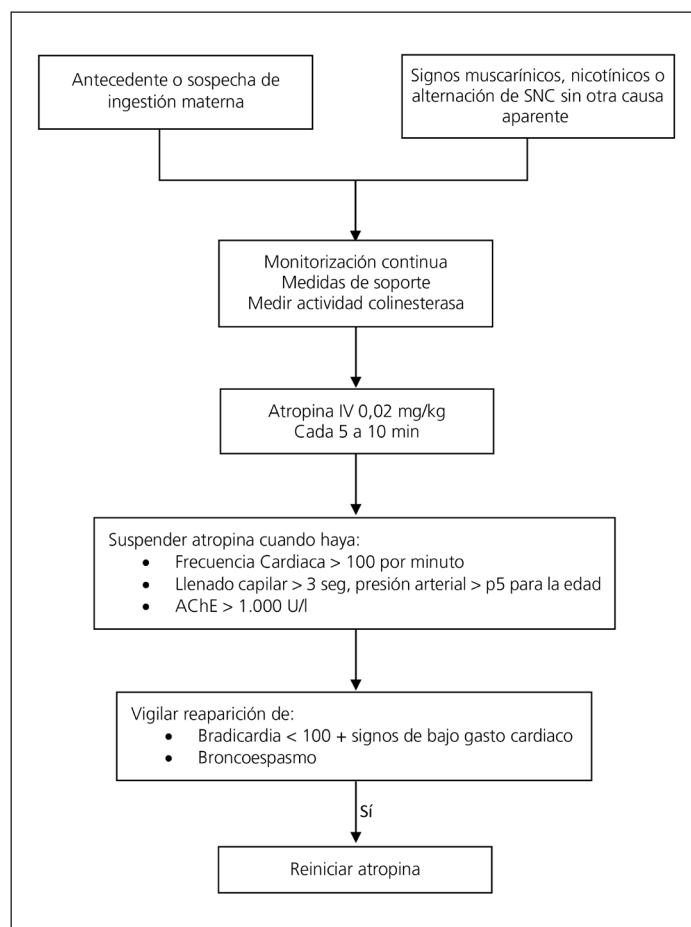 Antecedente o sospecha de
ingestión materna
Signos muscarínicos, nicotínicos o
alternación de SNC sin otra causa
aparente
Monitorización continua
Medidas de soporte
Medir actividad colinesterasa
Atropina IV 0,02 mg/kg
Cada 5 a 10 min
Suspender atropina cuando haya:
• Frecuencia Cardiaca > 100 por minuto
• Llenado capilar > 3 seg, presión arterial > p5 para la edad
• AChE > 1.000 U/l
Vigilar reaparición de:
• Bradicardia < 100 + signos de bajo gasto cardiaco
• Broncoespasmo
Sí
Reiniciar atropina